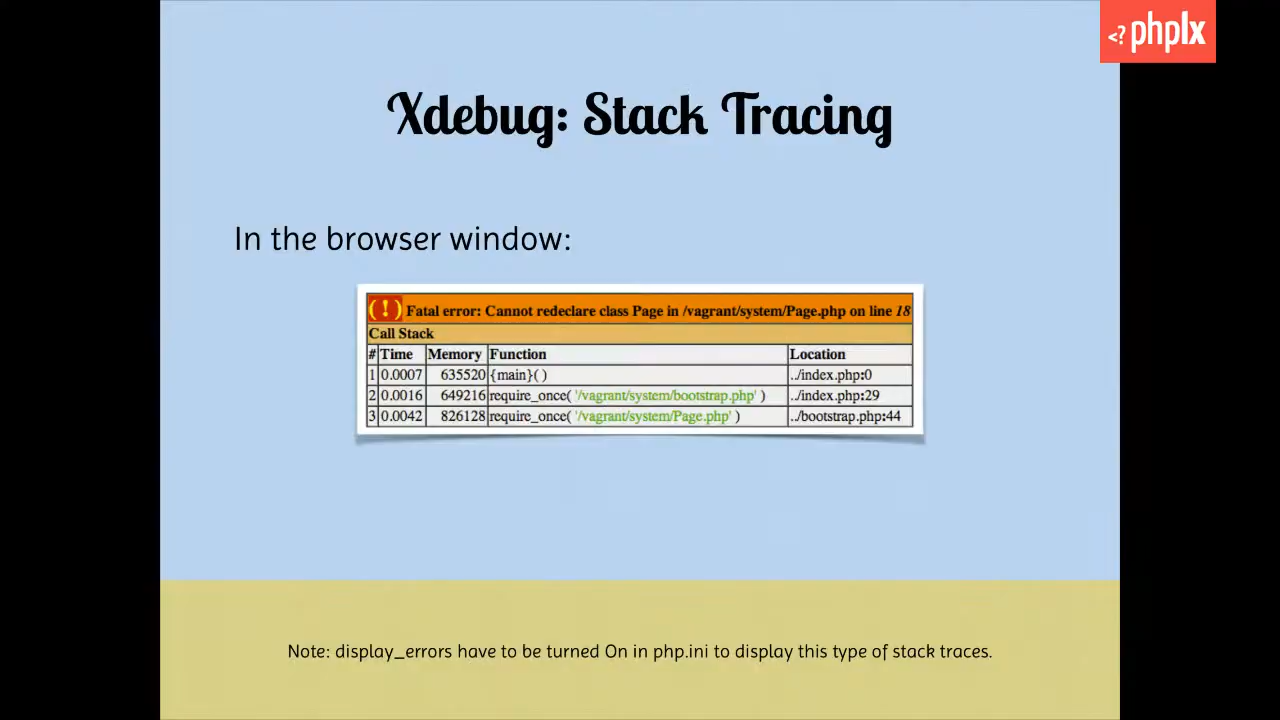 <? phplx
Xdebug: Stack Tracing
In the browser window:
( ! ) Fatal error: Cannot redeclare class Page in /vagrant/system/Page.php on line 18
Call Stack
# Time Memory Function Location
1 0.0007 635520 {main}( ) ../index.php:0
2 0.0016 649216 require_once( '/vagrant/system/bootstrap.php' ) ../index.php:29
3 0.0042 826128 require_once( '/vagrant/system/Page.php' ) ../bootstrap.php:44
Note: display_errors have to be turned On in php.ini to display this type of stack traces.